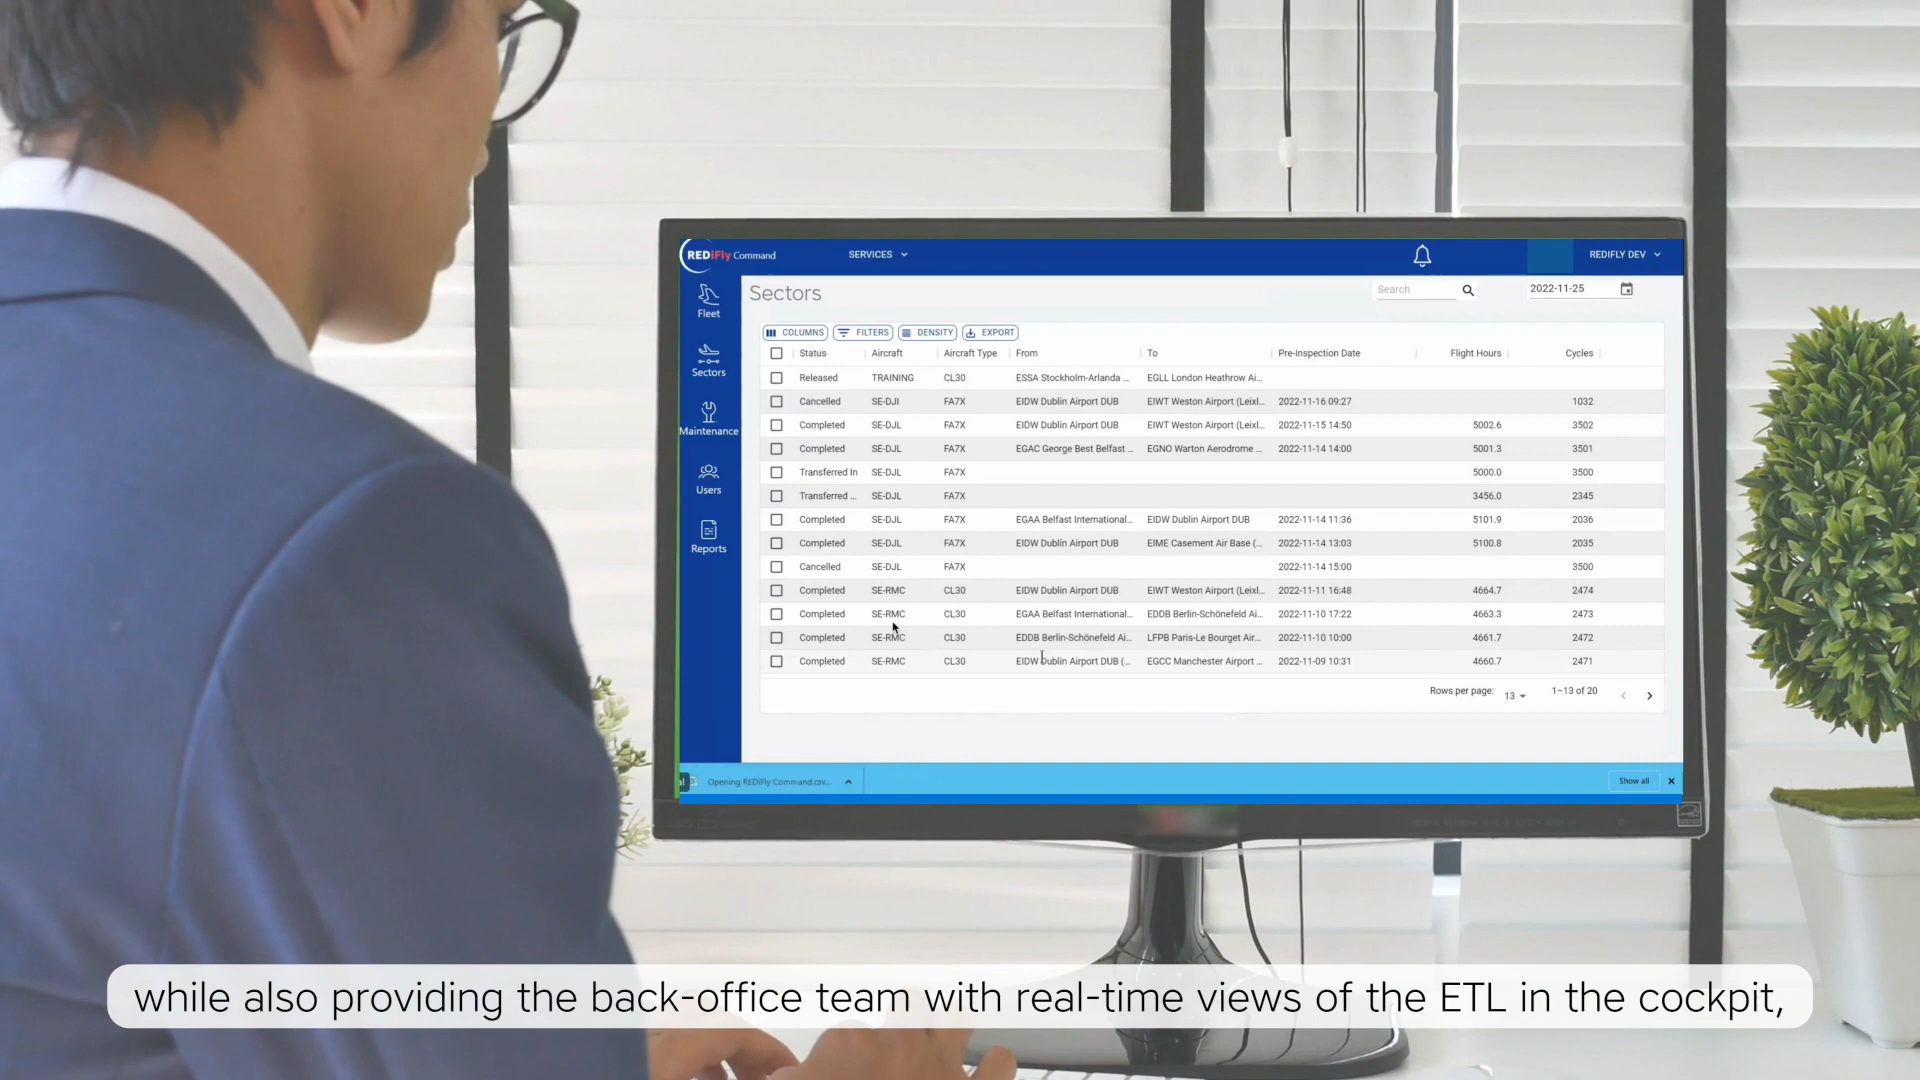 REDiFly Command
SERVICES
REDIFLY DEV
Fleet
Sectors
Maintenance
Users
Reports
Sectors
Search
2022-11-25
COLUMNS FILTERS DENSITY EXPORT
Status Aircraft Aircraft Type From To Pre-Inspection Date Flight Hours Cycles
Released TRAINING CL30 ESSA Stockholm-Arlanda ... EGLL London Heathrow Ai...
Cancelled SE-DJI FA7X EIDW Dublin Airport DUB EIWT Weston Airport (Leixl... 2022-11-16 09:27 1032
Completed SE-DJL FA7X EIDW Dublin Airport DUB EIWT Weston Airport (Leixl... 2022-11-15 14:50 5002.6 3502
Completed SE-DJL FA7X EGAC George Best Belfast ... EGNO Warton Aerodrome ... 2022-11-14 14:00 5001.3 3501
Transferred In SE-DJL FA7X 5000.0 3500
Transferred ... SE-DJL FA7X 3456.0 2345
Completed SE-DJL FA7X EGAA Belfast International... EIDW Dublin Airport DUB 2022-11-14 11:36 5101.9 2036
Completed SE-DJL FA7X EIDW Dublin Airport DUB EIME Casement Air Base (... 2022-11-14 13:03 5100.8 2035
Cancelled SE-DJL FA7X 2022-11-14 15:00 3500
Completed SE-RMC CL30 EIDW Dublin Airport DUB EIWT Weston Airport (Leixl... 2022-11-11 16:48 4664.7 2474
Completed SE-RMC CL30 EGAA Belfast International... EDDB Berlin-Schönefeld Ai... 2022-11-10 17:22 4663.3 2473
Completed SE-RMC CL30 EDDB Berlin-Schönefeld Ai... LFPB Paris-Le Bourget Air... 2022-11-10 10:00 4661.7 2472
Completed SE-RMC CL30 EIDW Dublin Airport DUB (... EGCC Manchester Airport ... 2022-11-09 10:31 4660.7 2471
Rows per page: 13 1–13 of 20
Opening REDiFly Command.csv...
Show all
while also providing the back-office team with real-time views of the ETL in the cockpit,